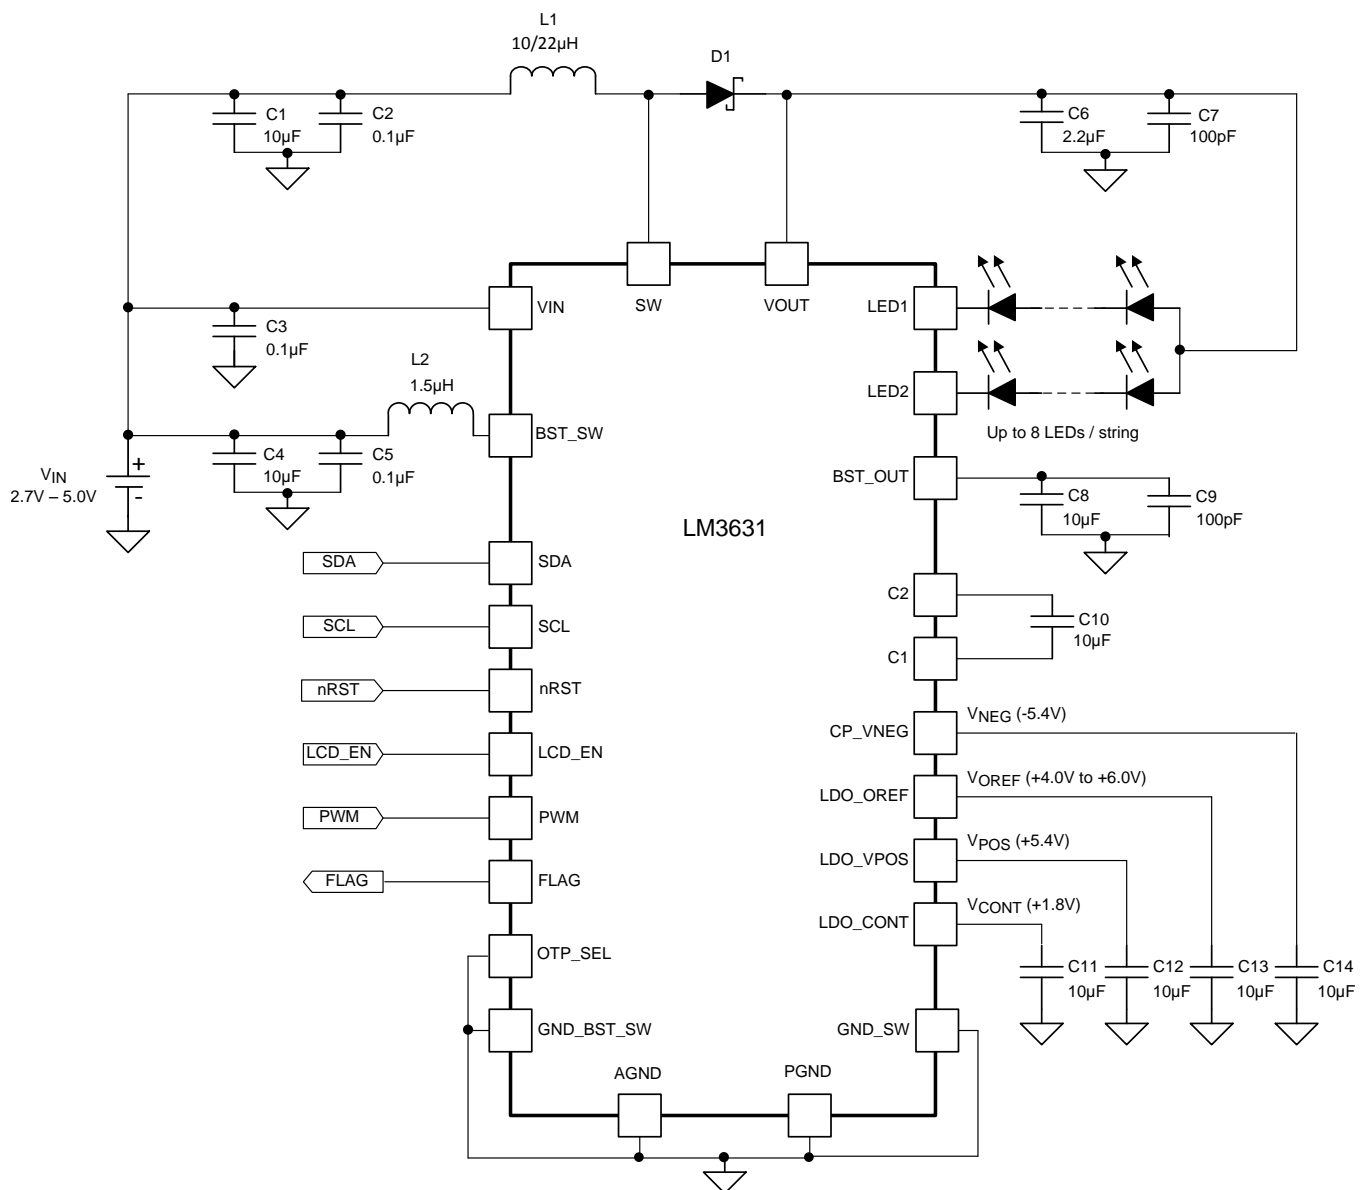 L1
10/22µH
D1
C1
10µF
C2
0.1µF
C6
2.2µF
C7
100pF
SW
VOUT
VIN
LED1
C3
0.1µF
L2
1.5µH
LED2
BST_SW
Up to 8 LEDs / string
C4
10µF
C5
0.1µF
VIN
2.7V – 5.0V
+
-
BST_OUT
C8
10µF
C9
100pF
LM3631
SDA
SDA
C2
SCL
SCL
C10
10µF
C1
nRST
nRST
VNEG (-5.4V)
CP_VNEG
LCD_EN
LCD_EN
VOREF (+4.0V to +6.0V)
LDO_OREF
PWM
PWM
VPOS (+5.4V)
LDO_VPOS
FLAG
FLAG
VCONT (+1.8V)
LDO_CONT
OTP_SEL
C11
10µF
C12
10µF
C13
10µF
C14
10µF
GND_BST_SW
GND_SW
AGND
PGND